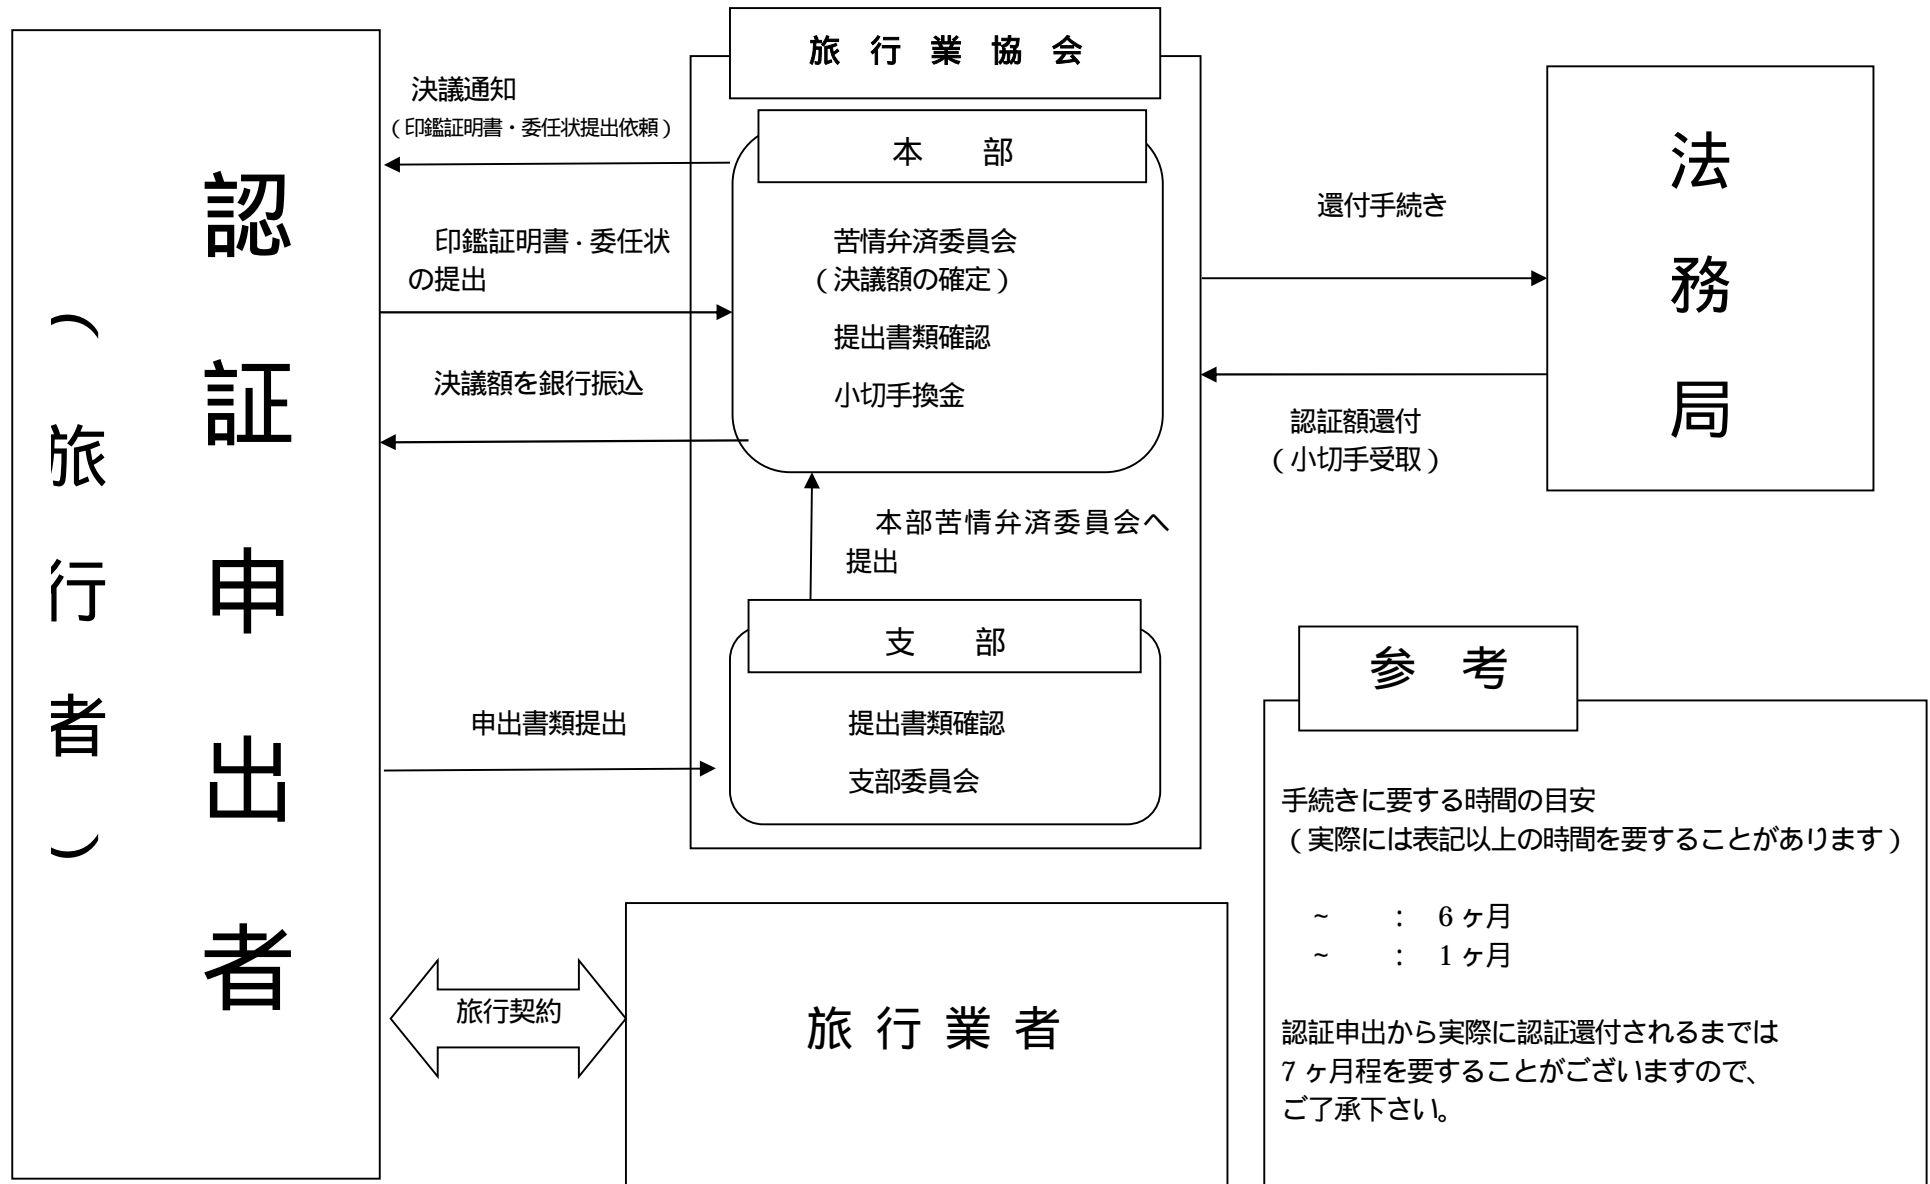 認証申出者
（旅行者）
決議通知
（印鑑証明書・委任状提出依頼）
印鑑証明書・委任状
の提出
決議額を銀行振込
申出書類提出
旅行契約
旅行業協会
本　部
苦情弁済委員会
（決議額の確定）
提出書類確認
小切手換金
本部苦情弁済委員会へ
提出
支　部
提出書類確認
支部委員会
旅行業者
還付手続き
認証額還付
（小切手受取）
法務局
参　考
手続きに要する時間の目安
（実際には表記以上の時間を要することがあります）
～　　：　6ヶ月
～　　：　1ヶ月
認証申出から実際に認証還付されるまでは
7ヶ月程を要することがございますので、
ご了承下さい。